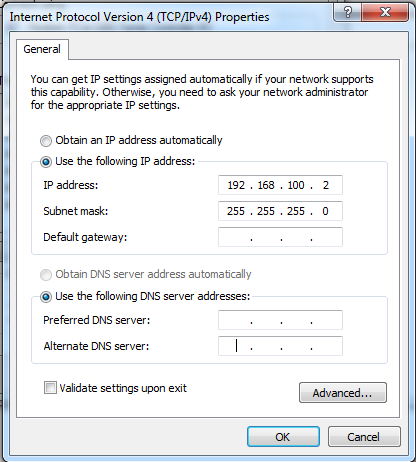 Internet Protocol Version 4 (TCP/IPv4) Properties
General
You can get IP settings assigned automatically if your network supports
this capability. Otherwise, you need to ask your network administrator
for the appropriate IP settings.
Obtain an IP address automatically
Use the following IP address:
IP address: 192 . 168 . 100 . 2
Subnet mask: 255 . 255 . 255 . 0
Default gateway: . . .
Obtain DNS server address automatically
Use the following DNS server addresses:
Preferred DNS server: . . .
Alternate DNS server: . . .
Validate settings upon exit
Advanced...
OK Cancel